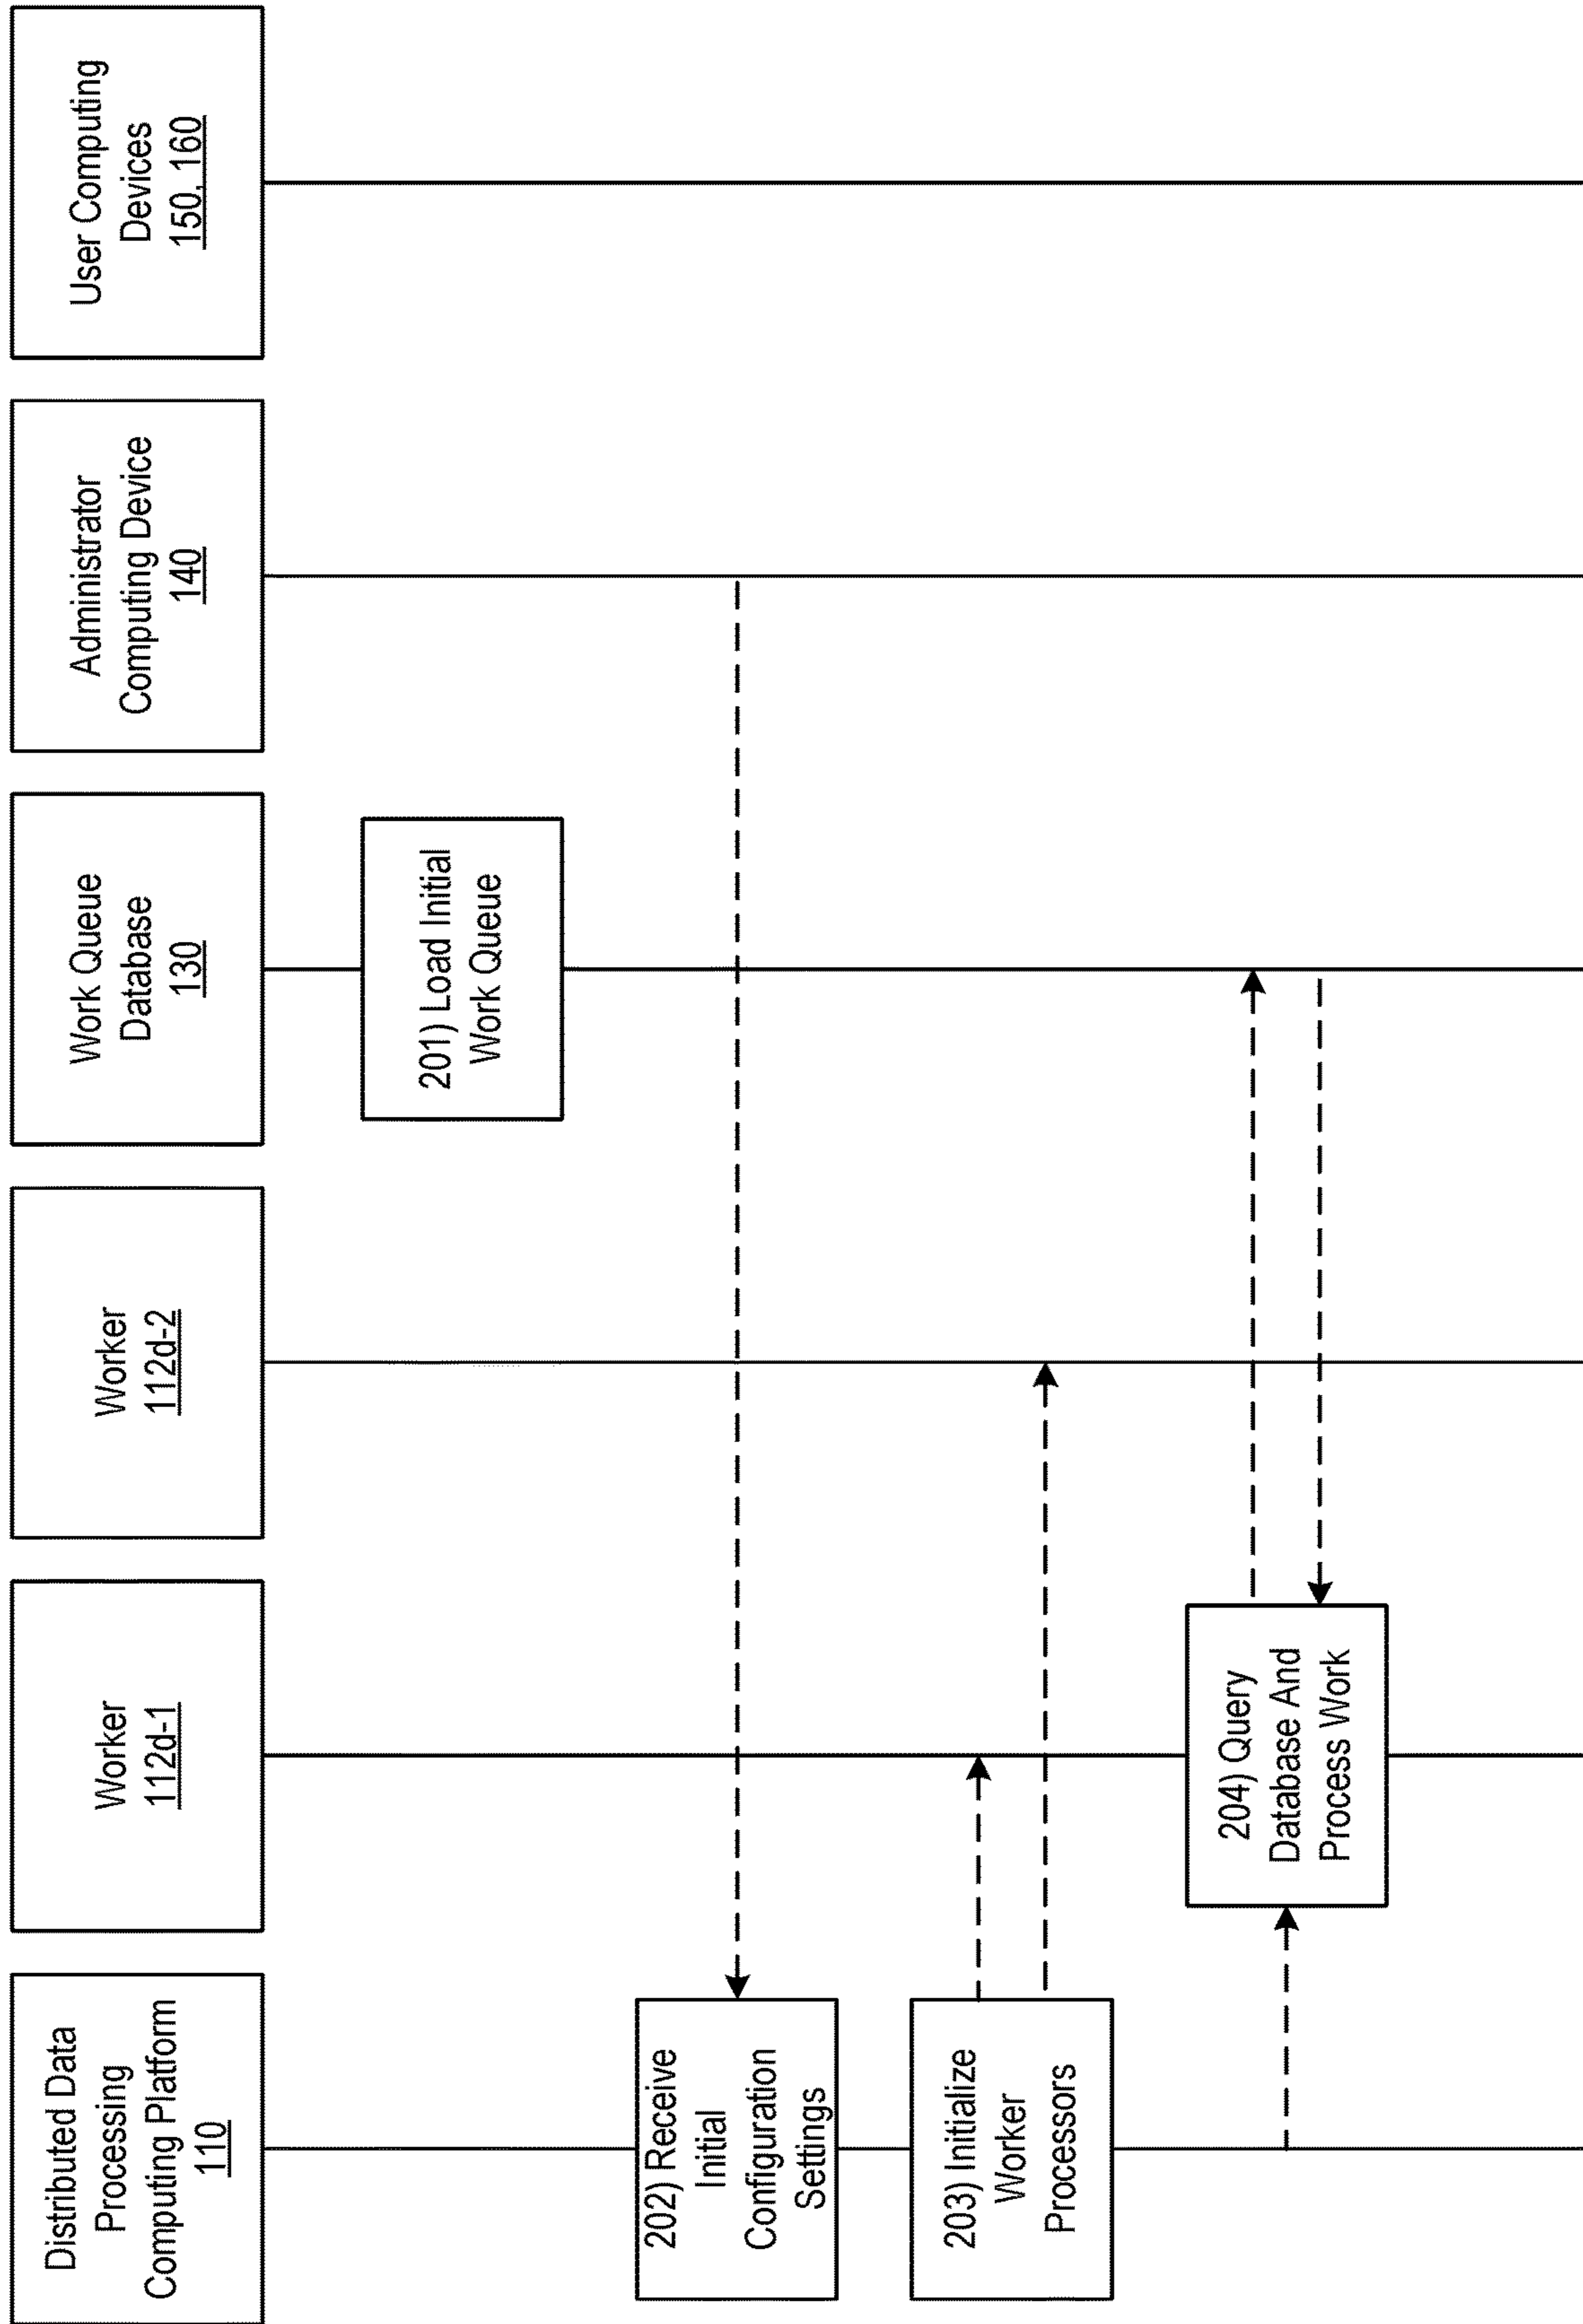 Distributed Data
Processing
Computing Platform
110
Worker
112d-1
Worker
112d-2
Work Queue
Database
130
Administrator
Computing Device
140
User Computing
Devices
150, 160
201) Load Initial
Work Queue
202) Receive
Initial
Configuration
Settings
203) Initialize
Worker
Processors
204) Query
Database And
Process Work